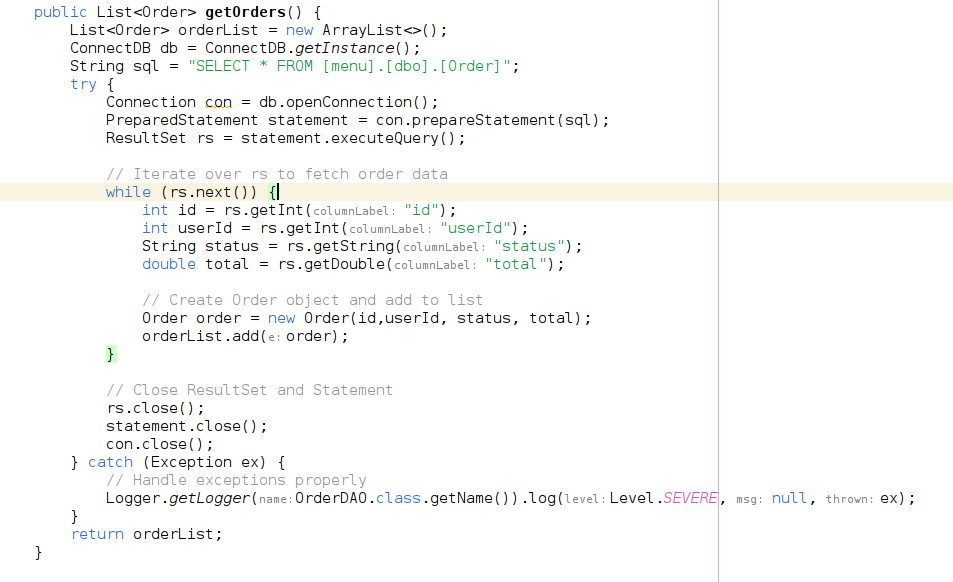 public List<Order> getOrders() {
List<Order> orderList = new ArrayList<>();
ConnectDB db = ConnectDB.getInstance();
String sql = "SELECT * FROM [menu].[dbo].[Order]";
try {
Connection con = db.openConnection();
PreparedStatement statement = con.prepareStatement(sql);
ResultSet rs = statement.executeQuery();
// Iterate over rs to fetch order data
while (rs.next()) {
int id = rs.getInt(columnLabel: "id");
int userId = rs.getInt(columnLabel: "userId");
String status = rs.getString(columnLabel: "status");
double total = rs.getDouble(columnLabel: "total");
// Create Order object and add to list
Order order = new Order(id,userId, status, total);
orderList.add(e: order);
}
// Close ResultSet and Statement
rs.close();
statement.close();
con.close();
} catch (Exception ex) {
// Handle exceptions properly
Logger.getLogger(name: OrderDAO.class.getName()).log(level: Level.SEVERE, msg: null, thrown: ex);
}
return orderList;
}